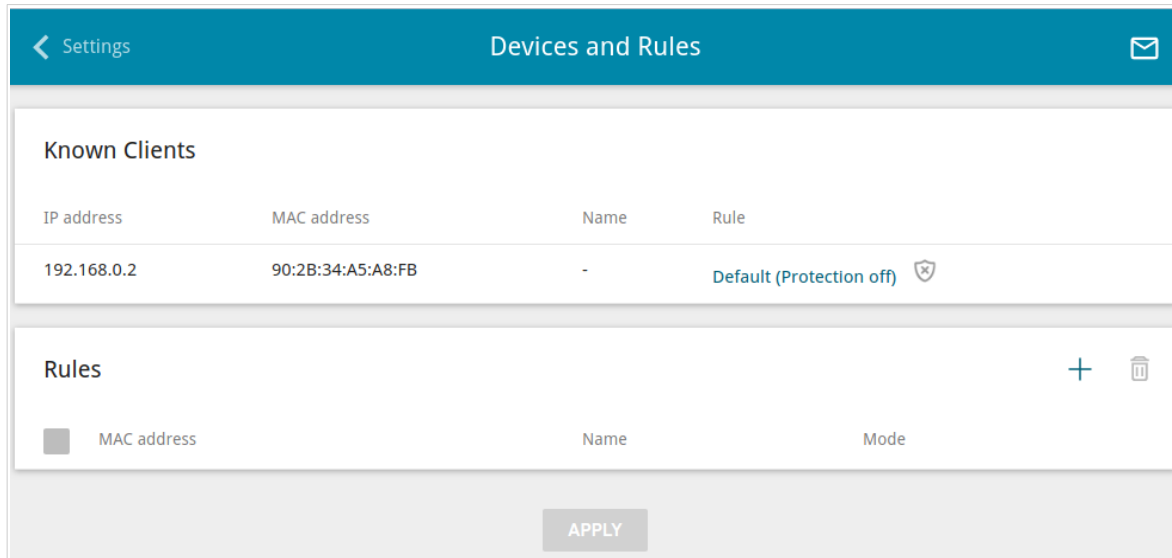 Settings Devices and Rules
Known Clients
IP address MAC address Name Rule
192.168.0.2 90:2B:34:A5:A8:FB - Default (Protection off)
Rules
MAC address Name Mode
APPLY